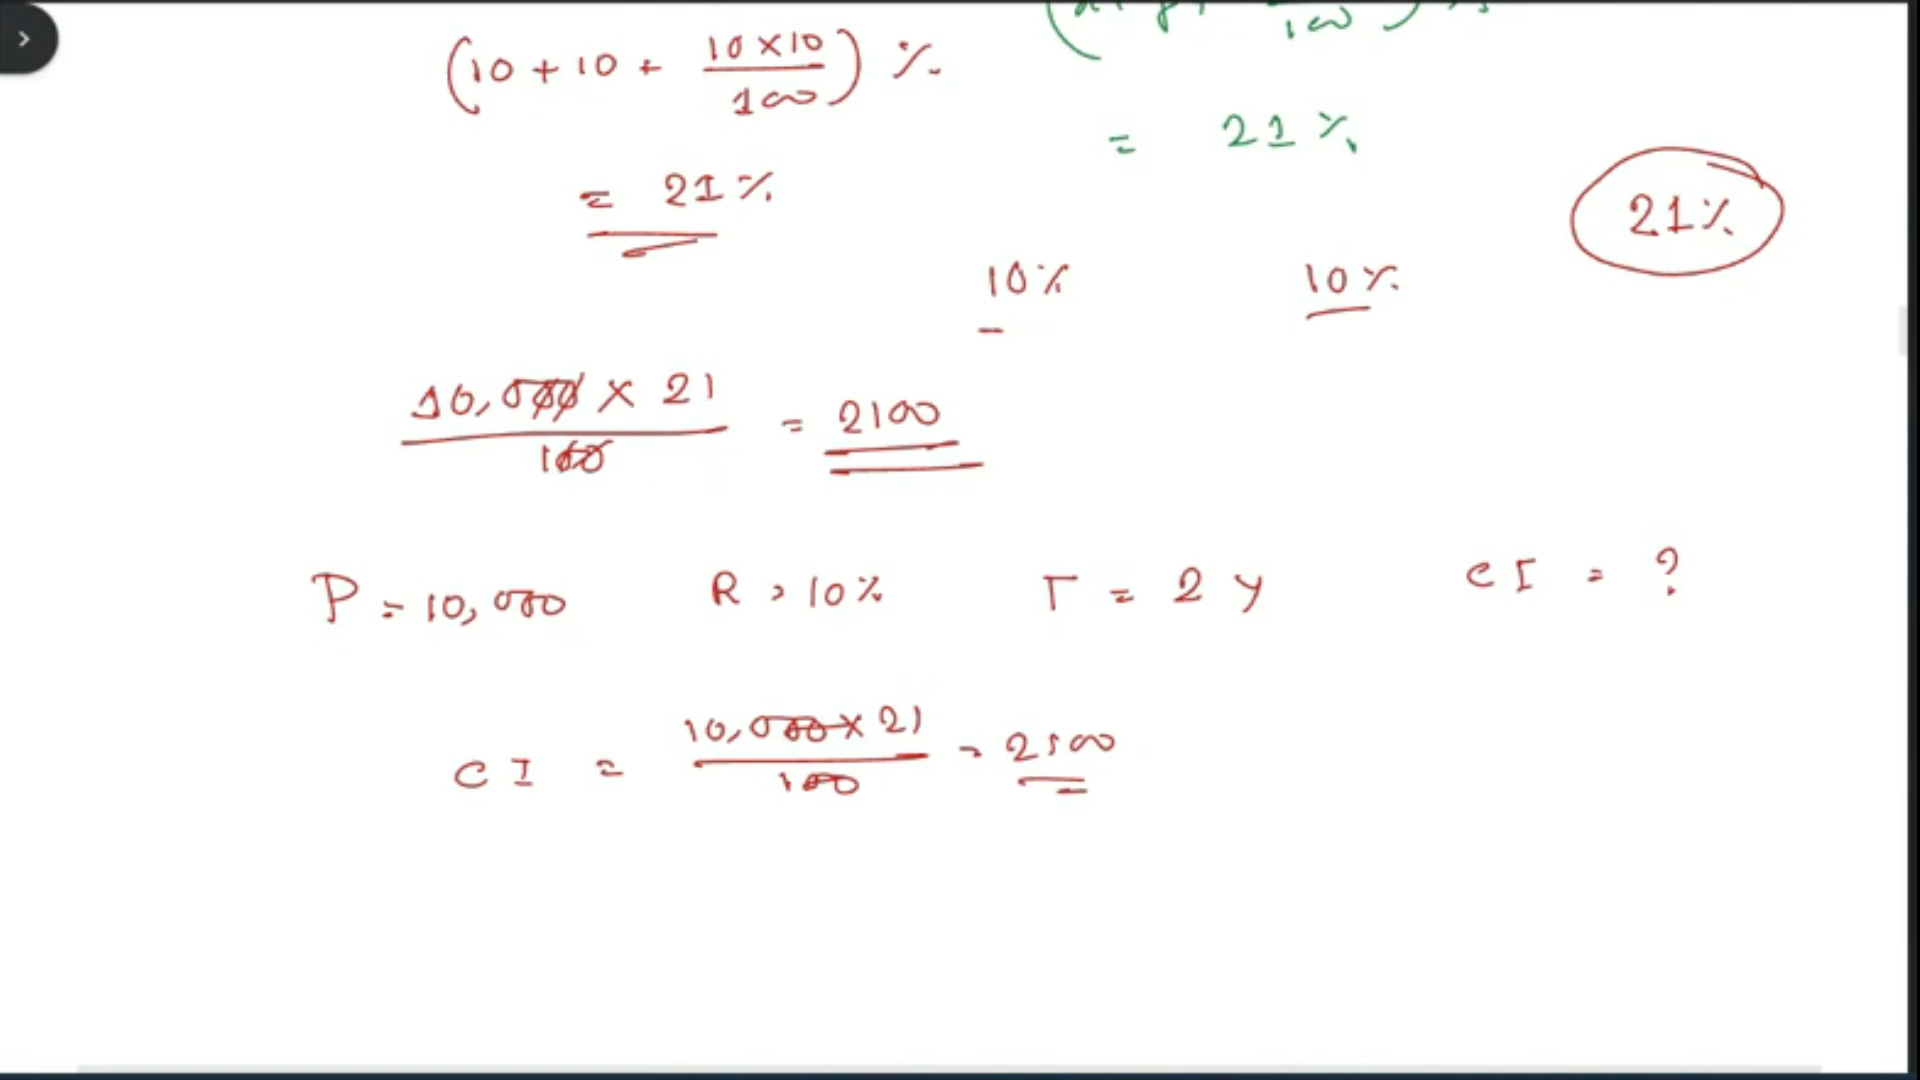 (10 + 10 + 10 × 10 / 100) %
100
= 21 %
= 21 %
21 %
10 % 10 %
10,000 × 21 / 100 = 2100
P = 10,000 R = 10 % T = 2 Y CI = ?
CI = 10,000 × 21 / 100 = 2100